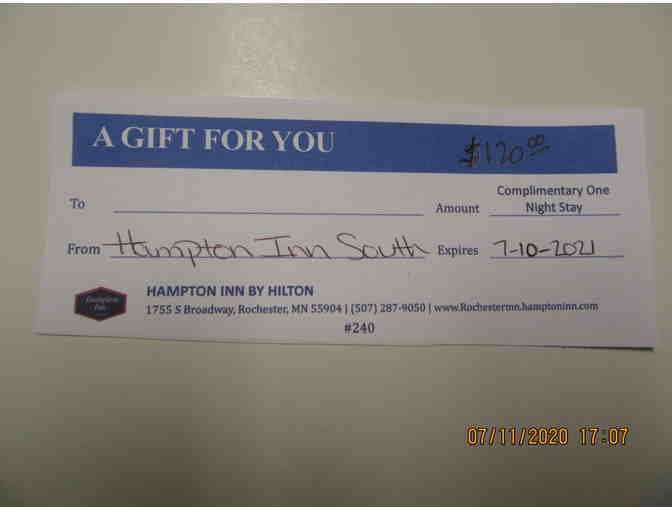 A GIFT FOR YOU
$120.00
To
Amount Complimentary One Night Stay
From Hampton Inn South Expires 7-10-2021
Hampton Inn
HAMPTON INN BY HILTON
1755 S Broadway, Rochester, MN 55904 | (507) 287-9050 | www.Rochestermn.hamptoninn.com
#240
07/11/2020 17:07